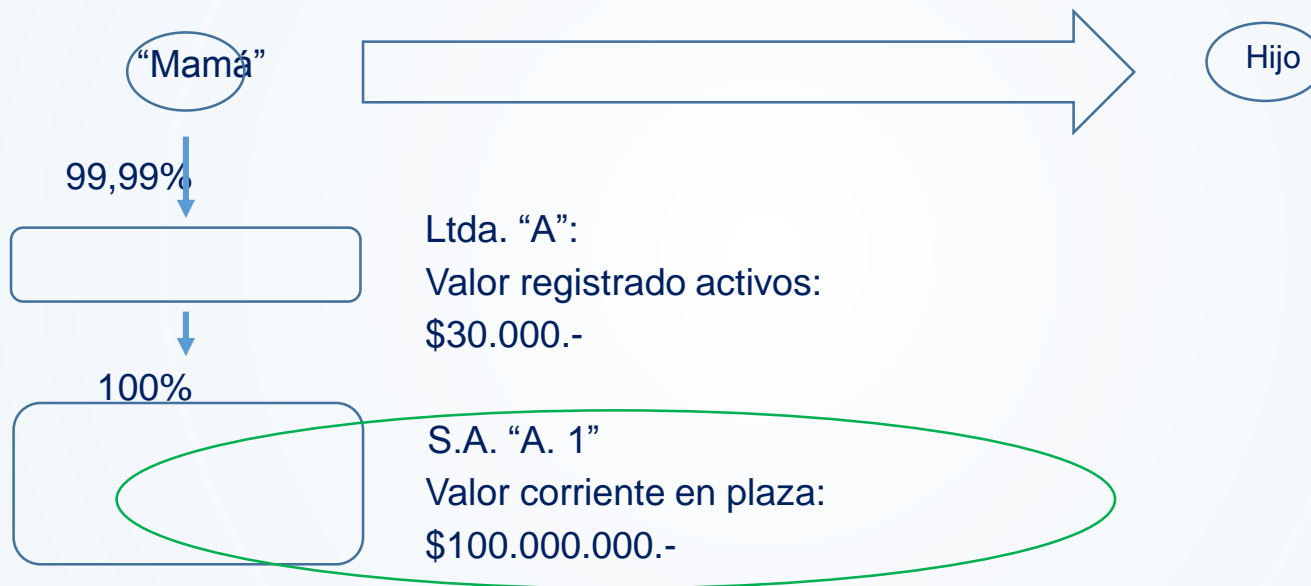 “Mamá”
Hijo
99,99%
Ltda. “A”:
Valor registrado activos:
$30.000.-
100%
S.A. “A. 1”
Valor corriente en plaza:
$100.000.000.-